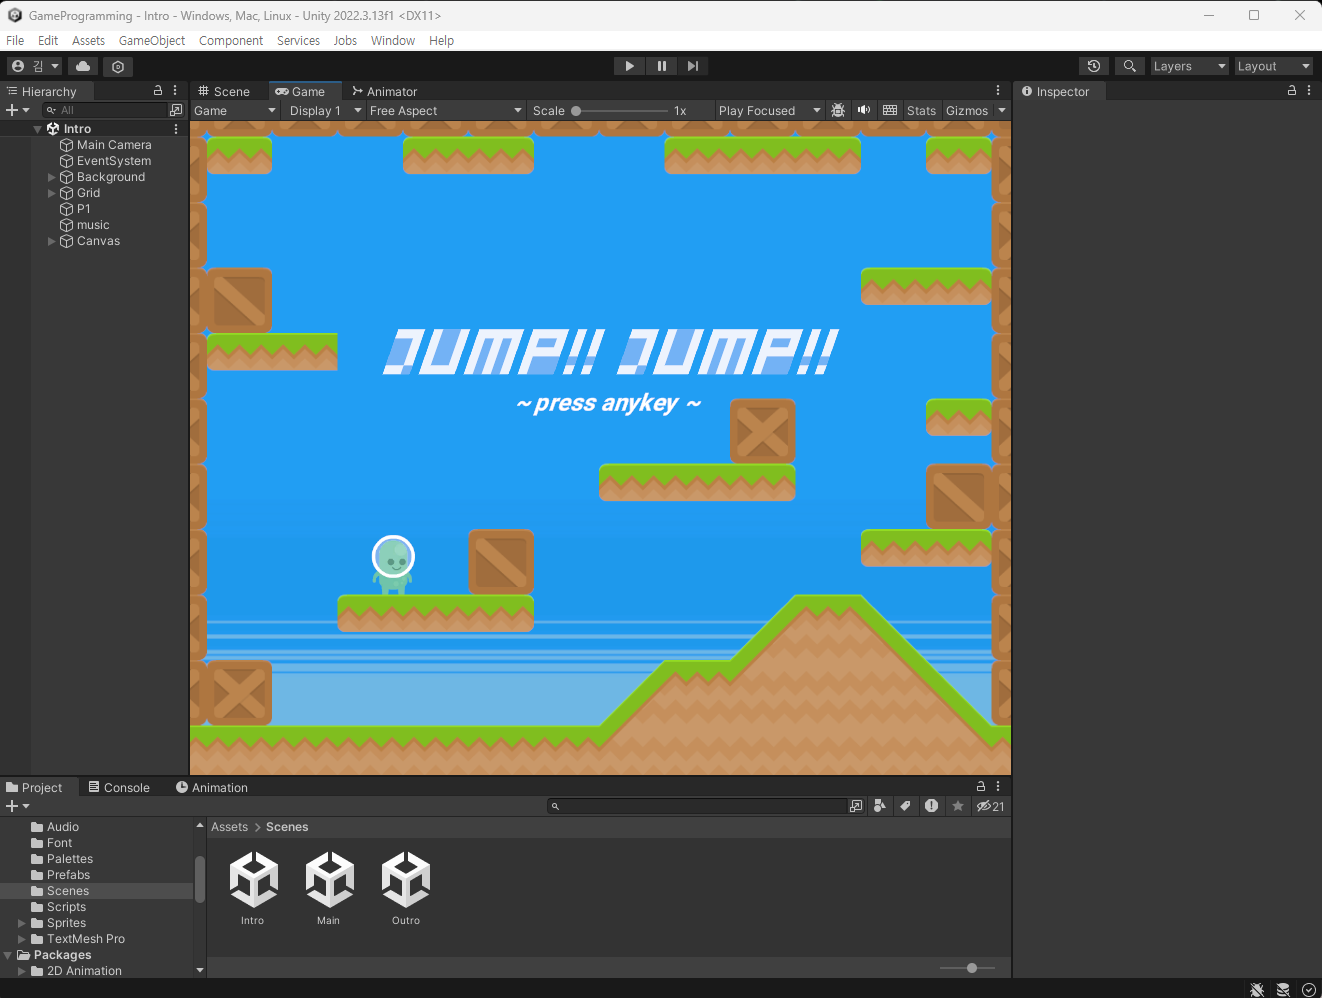 GameProgramming - Intro - Windows, Mac, Linux - Unity 2022.3.13f1 <DX11>
File Edit Assets GameObject Component Services Jobs Window Help
김 Layers Layout
Hierarchy Scene Game Animator Inspector
All Game Display 1 Free Aspect Scale 1x Play Focused Stats Gizmos
Intro
Main Camera
EventSystem
Background
Grid
P1
music
Canvas
JUMP!! JUMP!!
~ press anykey ~
Project Console Animation
21
Audio
Font
Palettes
Prefabs
Scenes
Scripts
Sprites
TextMesh Pro
Packages
2D Animation
Assets > Scenes
Intro Main Outro